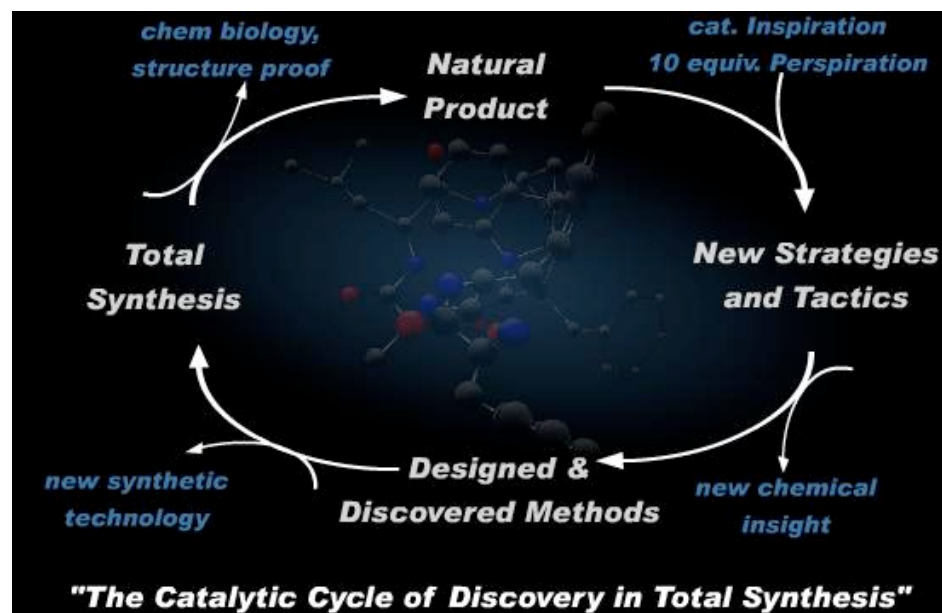 chem biology,
structure proof
Natural
Product
cat. Inspiration
10 equiv. Perspiration
Total
Synthesis
New Strategies
and Tactics
new synthetic
technology
Designed &
Discovered Methods
new chemical
insight
"The Catalytic Cycle of Discovery in Total Synthesis"